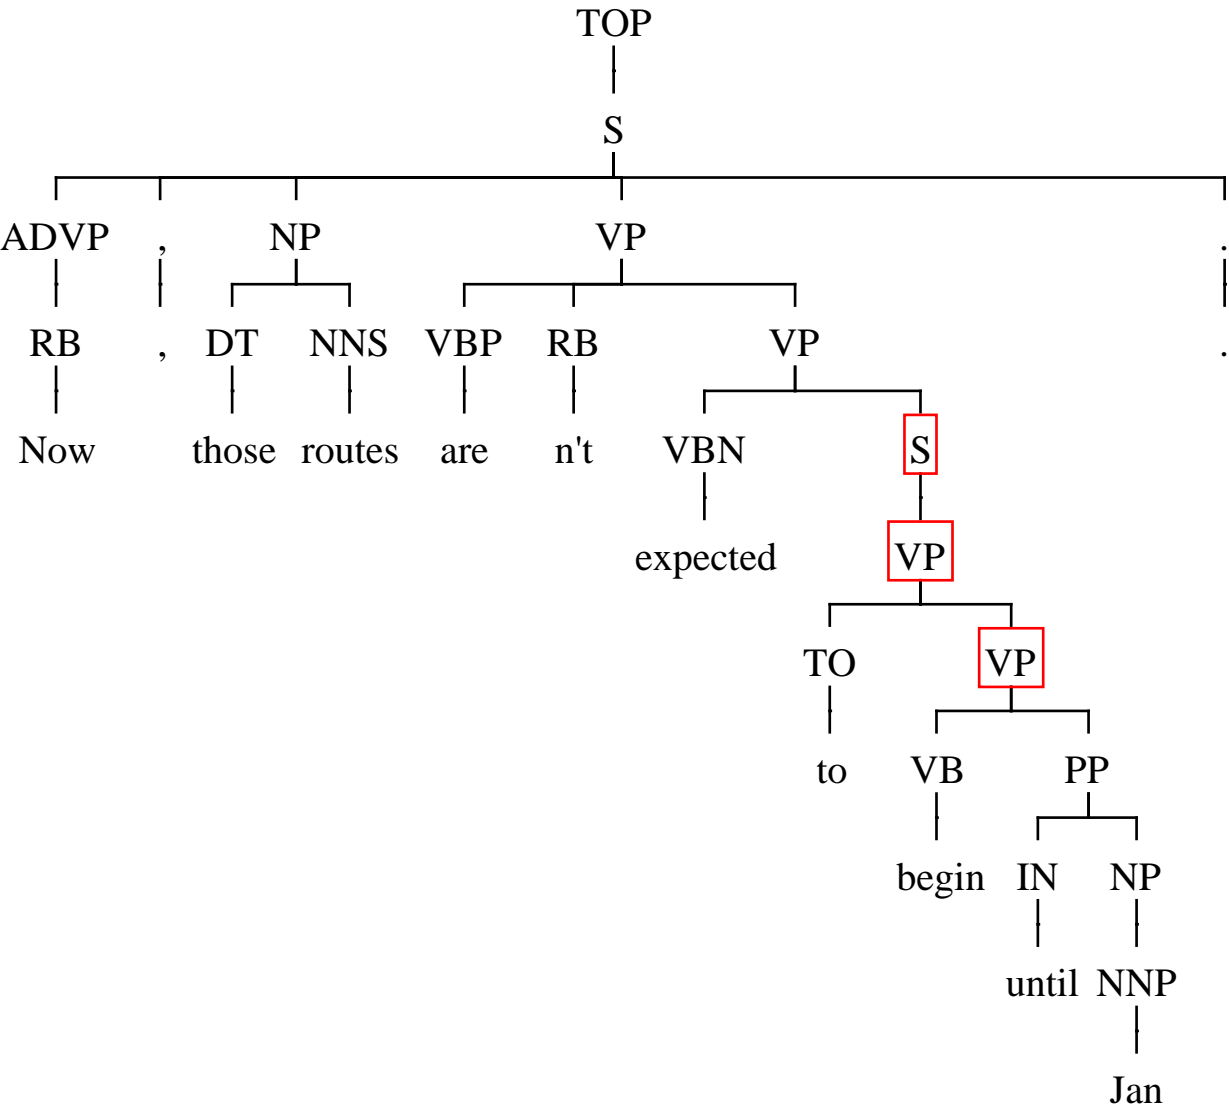 TOP
S
ADVP , NP VP .
RB , DT NNS VBP RB VP .
Now those routes are n't VBN S
expected VP
TO VP
to VB PP
begin IN NP
until NNP
Jan